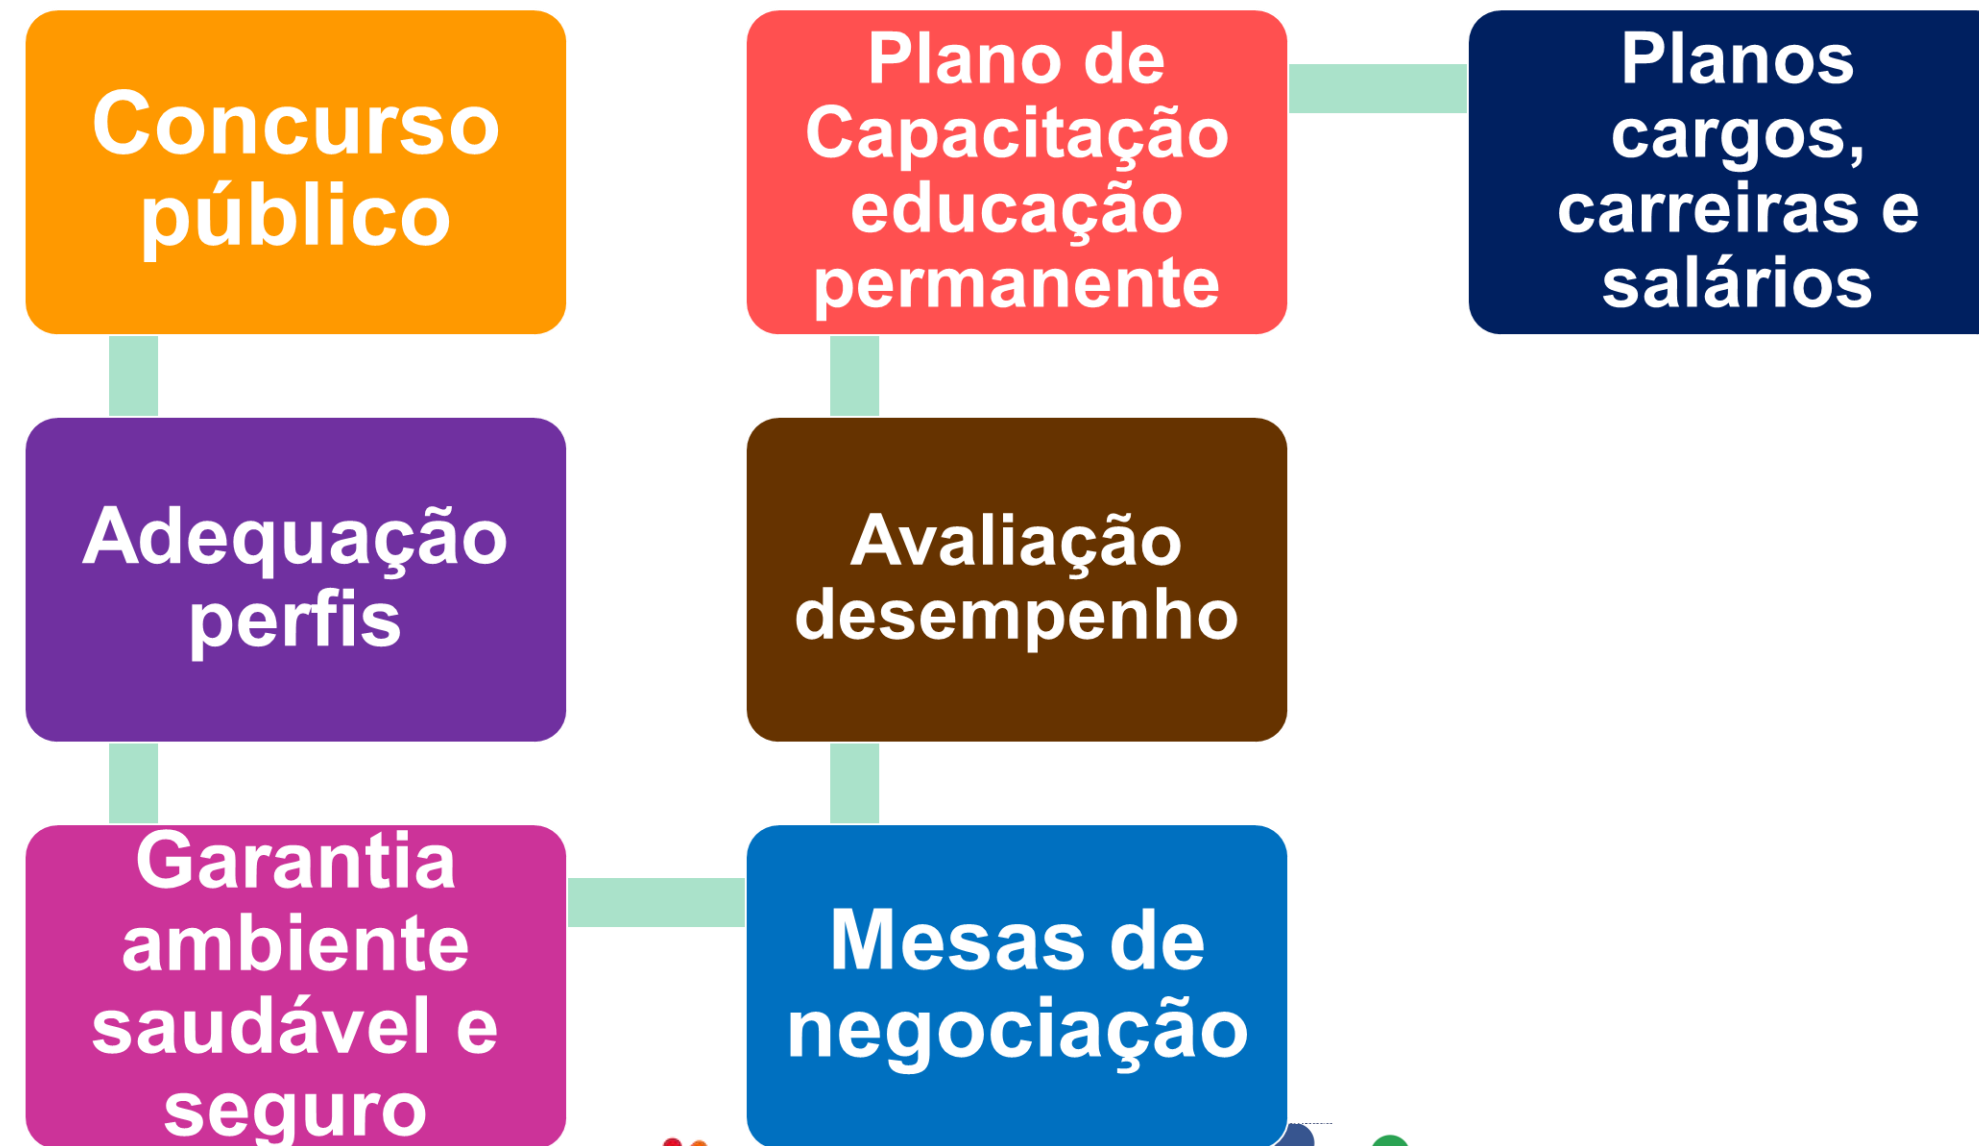 Concurso
público
Adequação
perfis
Garantia
ambiente
saudável e
seguro
Mesas de
negociação
Avaliação
desempenho
Plano de
Capacitação
educação
permanente
Planos
cargos,
carreiras e
salários